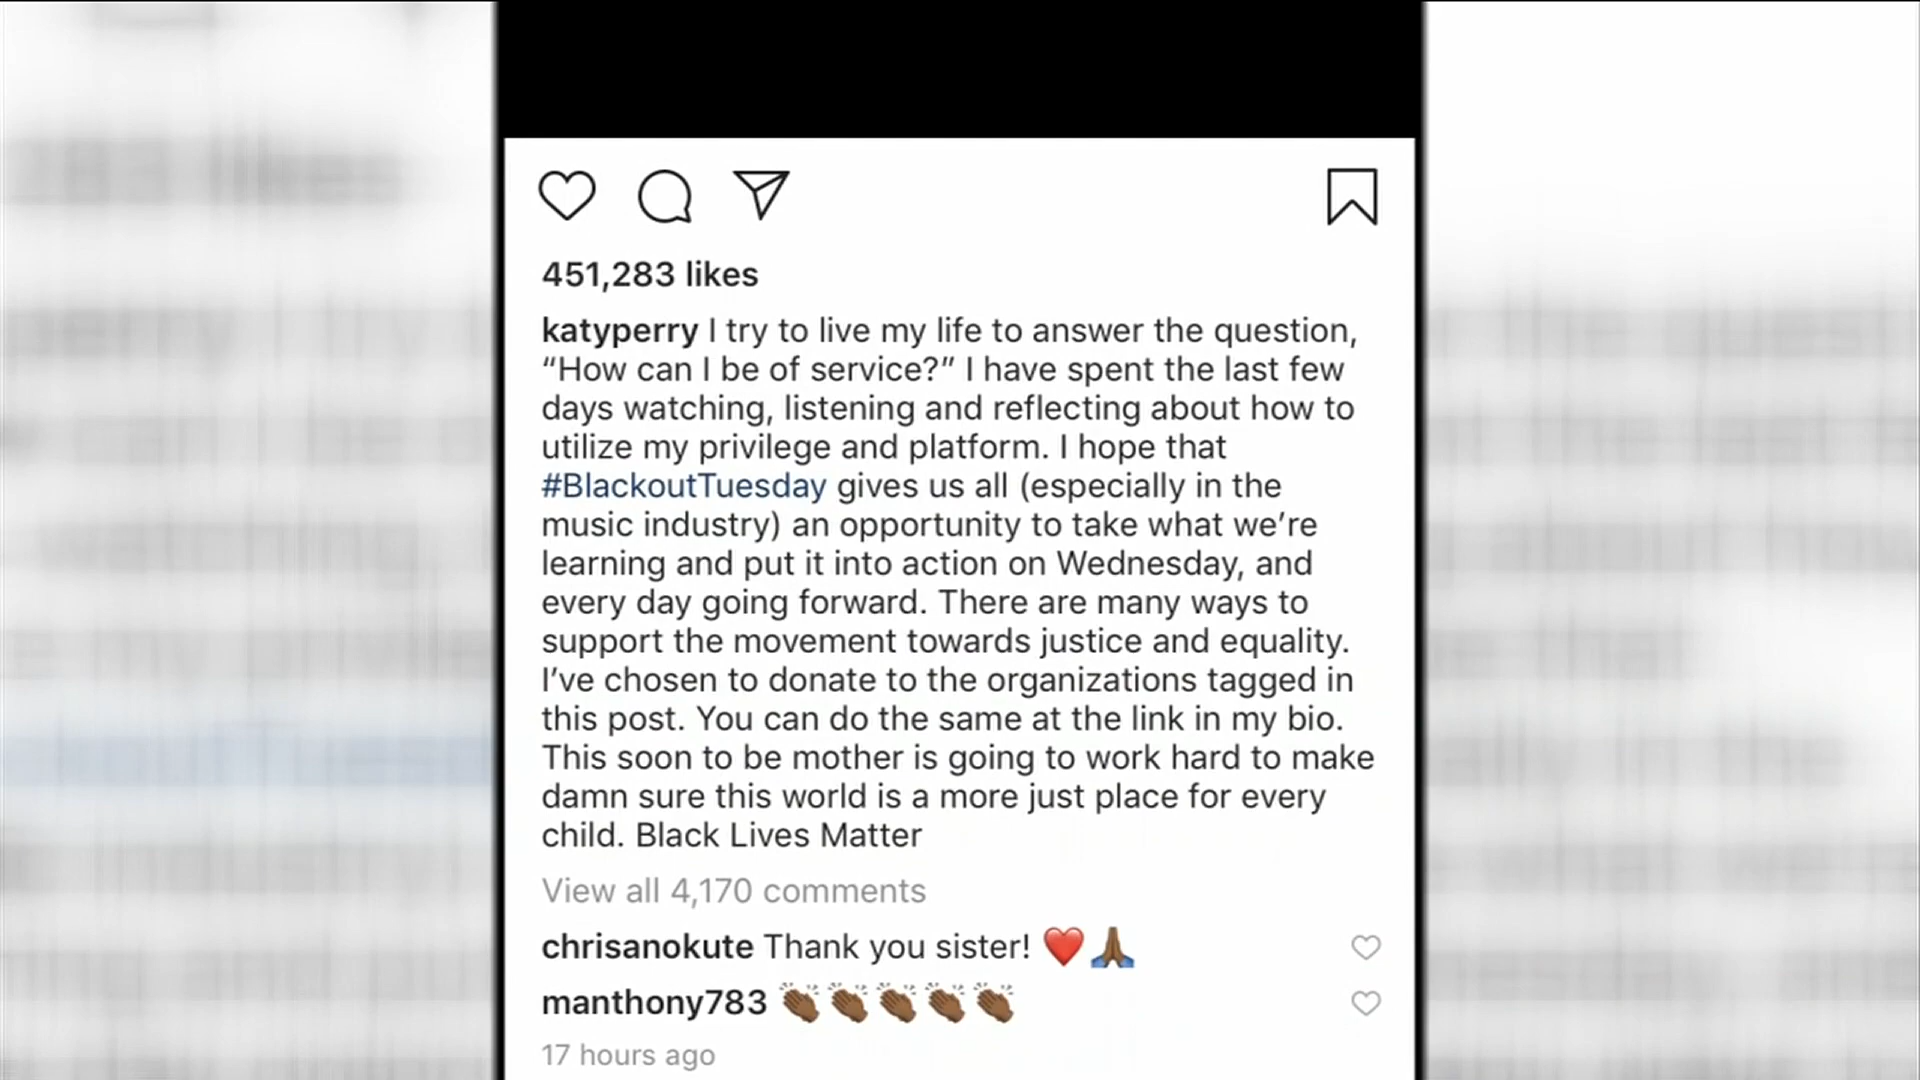 451,283 likes
katyperry I try to live my life to answer the question,
“How can I be of service?” I have spent the last few
days watching, listening and reflecting about how to
utilize my privilege and platform. I hope that
#BlackoutTuesday gives us all (especially in the
music industry) an opportunity to take what we’re
learning and put it into action on Wednesday, and
every day going forward. There are many ways to
support the movement towards justice and equality.
I’ve chosen to donate to the organizations tagged in
this post. You can do the same at the link in my bio.
This soon to be mother is going to work hard to make
damn sure this world is a more just place for every
child. Black Lives Matter
View all 4,170 comments
chrisanokute Thank you sister! ❤️🙏🏾
manthony783 👏🏾👏🏾👏🏾👏🏾👏🏾
17 hours ago